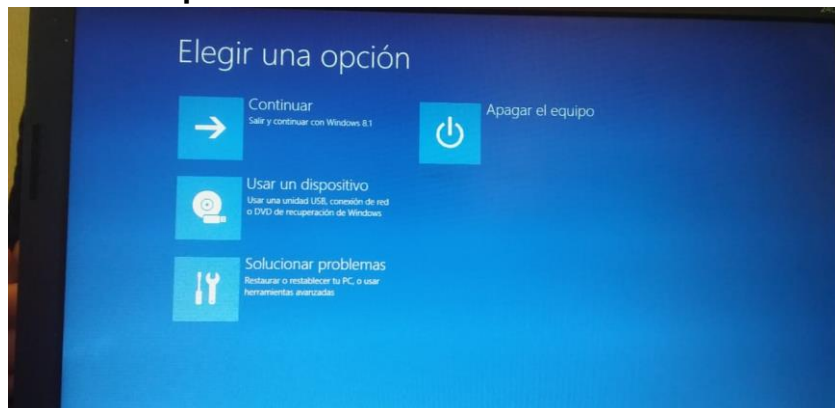 Elegir una opción
Continuar
Salir y continuar con Windows 8.1
Apagar el equipo
Usar un dispositivo
Usar una unidad USB, conexión de red
o DVD de recuperación de Windows
Solucionar problemas
Restaurar o restablecer tu PC, o usar
herramientas avanzadas